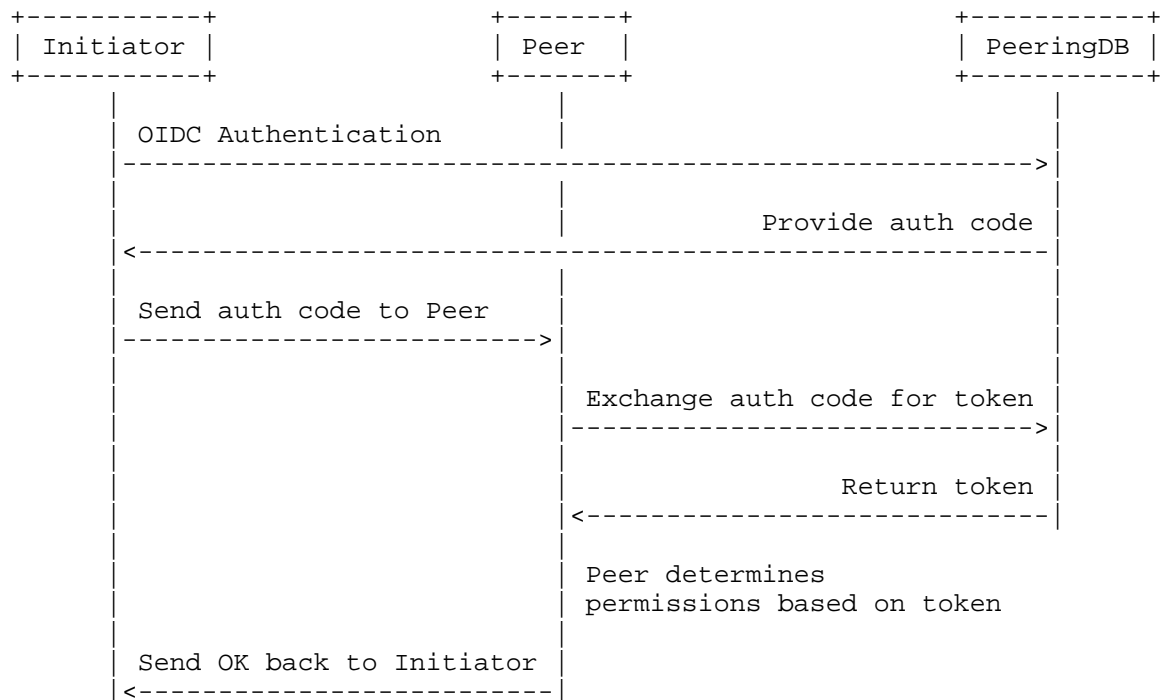 Initiator Peer PeeringDB
OIDC Authentication
Provide auth code
Send auth code to Peer
Exchange auth code for token
Return token
Peer determines
permissions based on token
Send OK back to Initiator